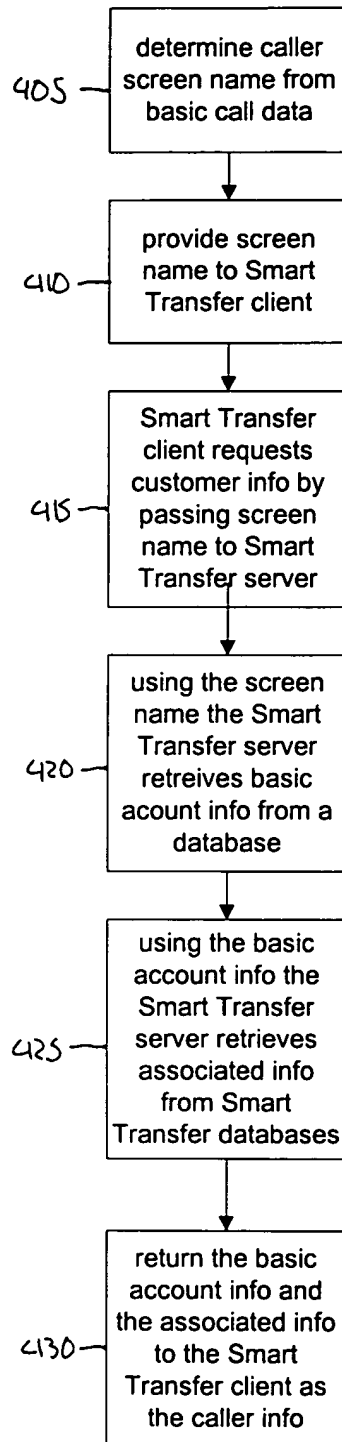 determine caller
screen name from
basic call data
405
provide screen
name to Smart
Transfer client
410
Smart Transfer
client requests
customer info by
passing screen
name to Smart
Transfer server
415
using the screen
name the Smart
Transfer server
retreives basic
acount info from a
database
420
using the basic
account info the
Smart Transfer
server retrieves
associated info
from Smart
Transfer databases
425
return the basic
account info and
the associated info
to the Smart
Transfer client as
the caller info
430